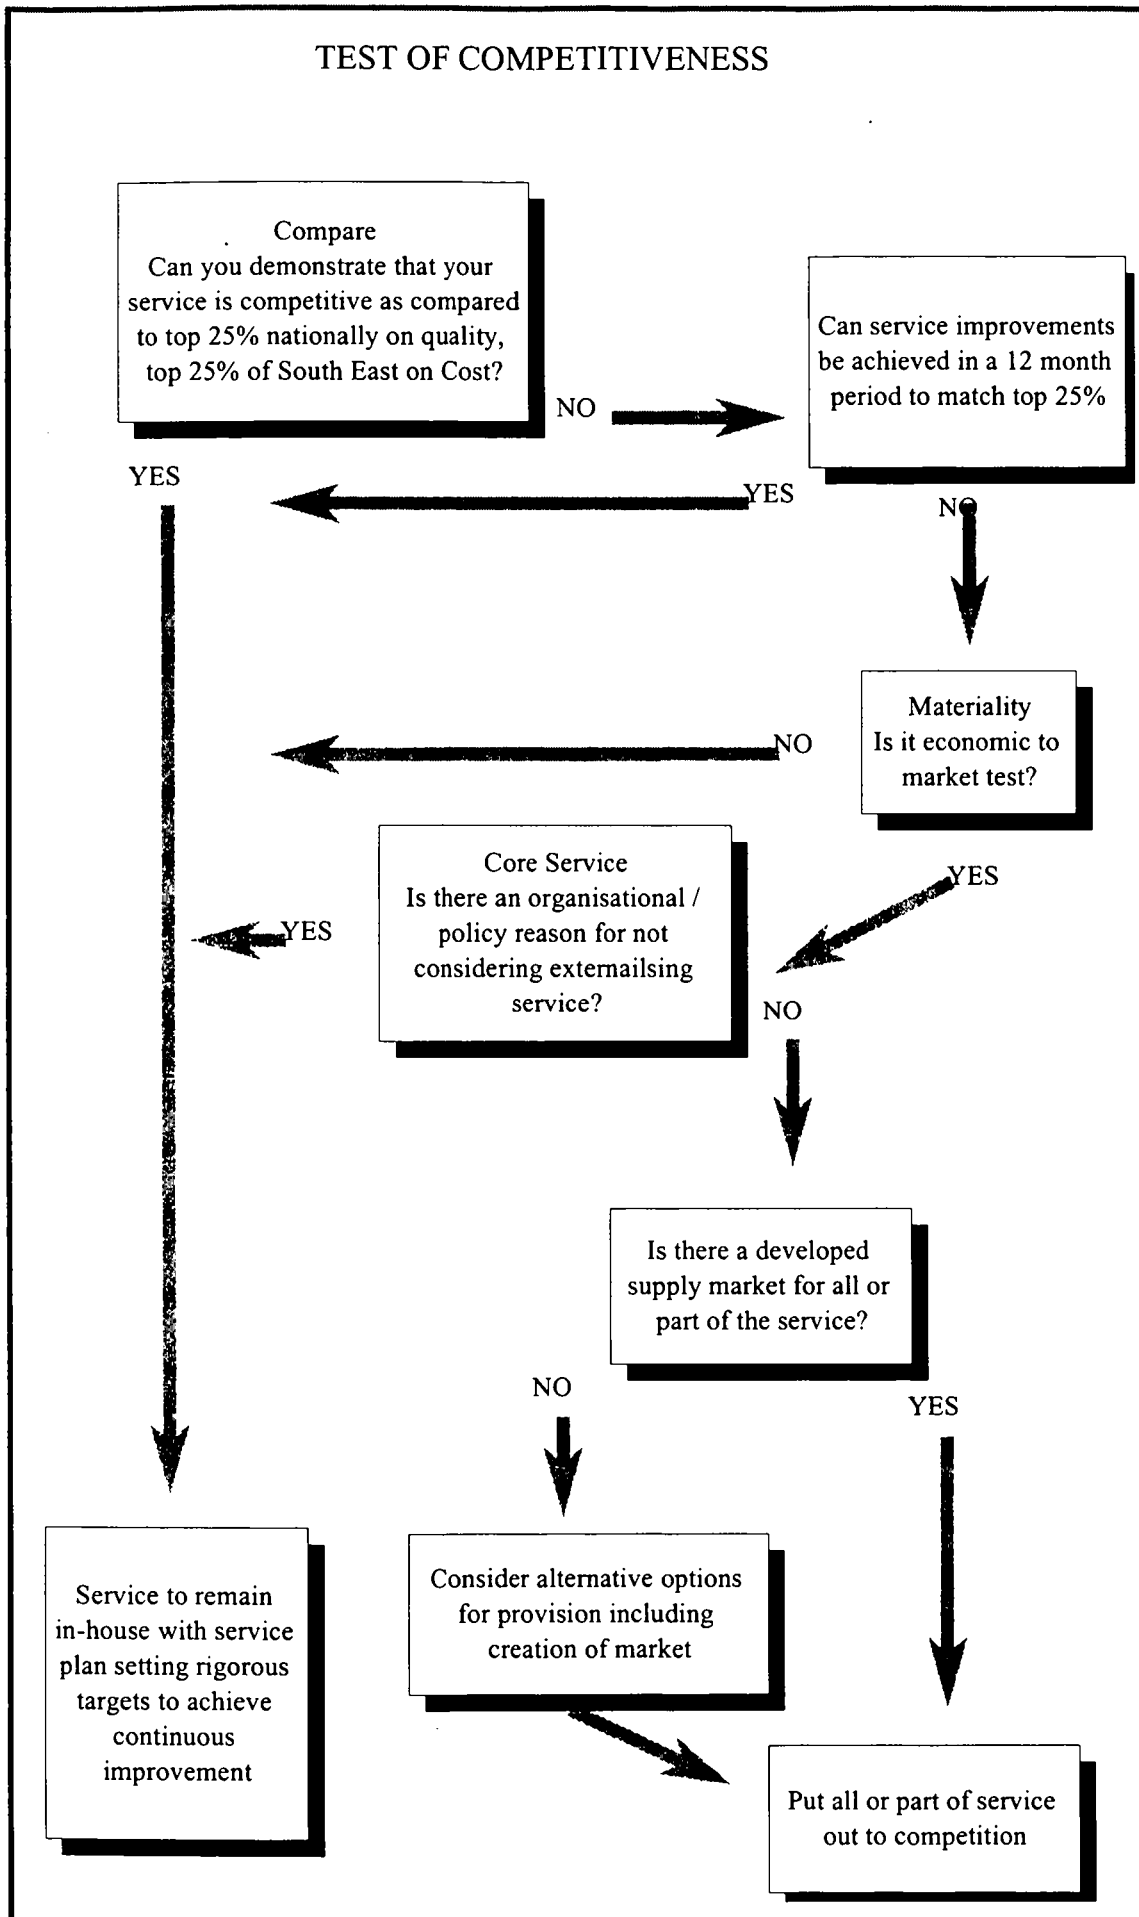 TEST OF COMPETITIVENESS
Compare
Can you demonstrate that your
service is competitive as compared
to top 25% nationally on quality,
top 25% of South East on Cost?
NO
Can service improvements
be achieved in a 12 month
period to match top 25%
YES
YES
NO
Materiality
Is it economic to
market test?
NO
YES
Core Service
Is there an organisational /
policy reason for not
considering externailsing
service?
YES
NO
Is there a developed
supply market for all or
part of the service?
NO
YES
Service to remain
in-house with service
plan setting rigorous
targets to achieve
continuous
improvement
Consider alternative options
for provision including
creation of market
Put all or part of service
out to competition